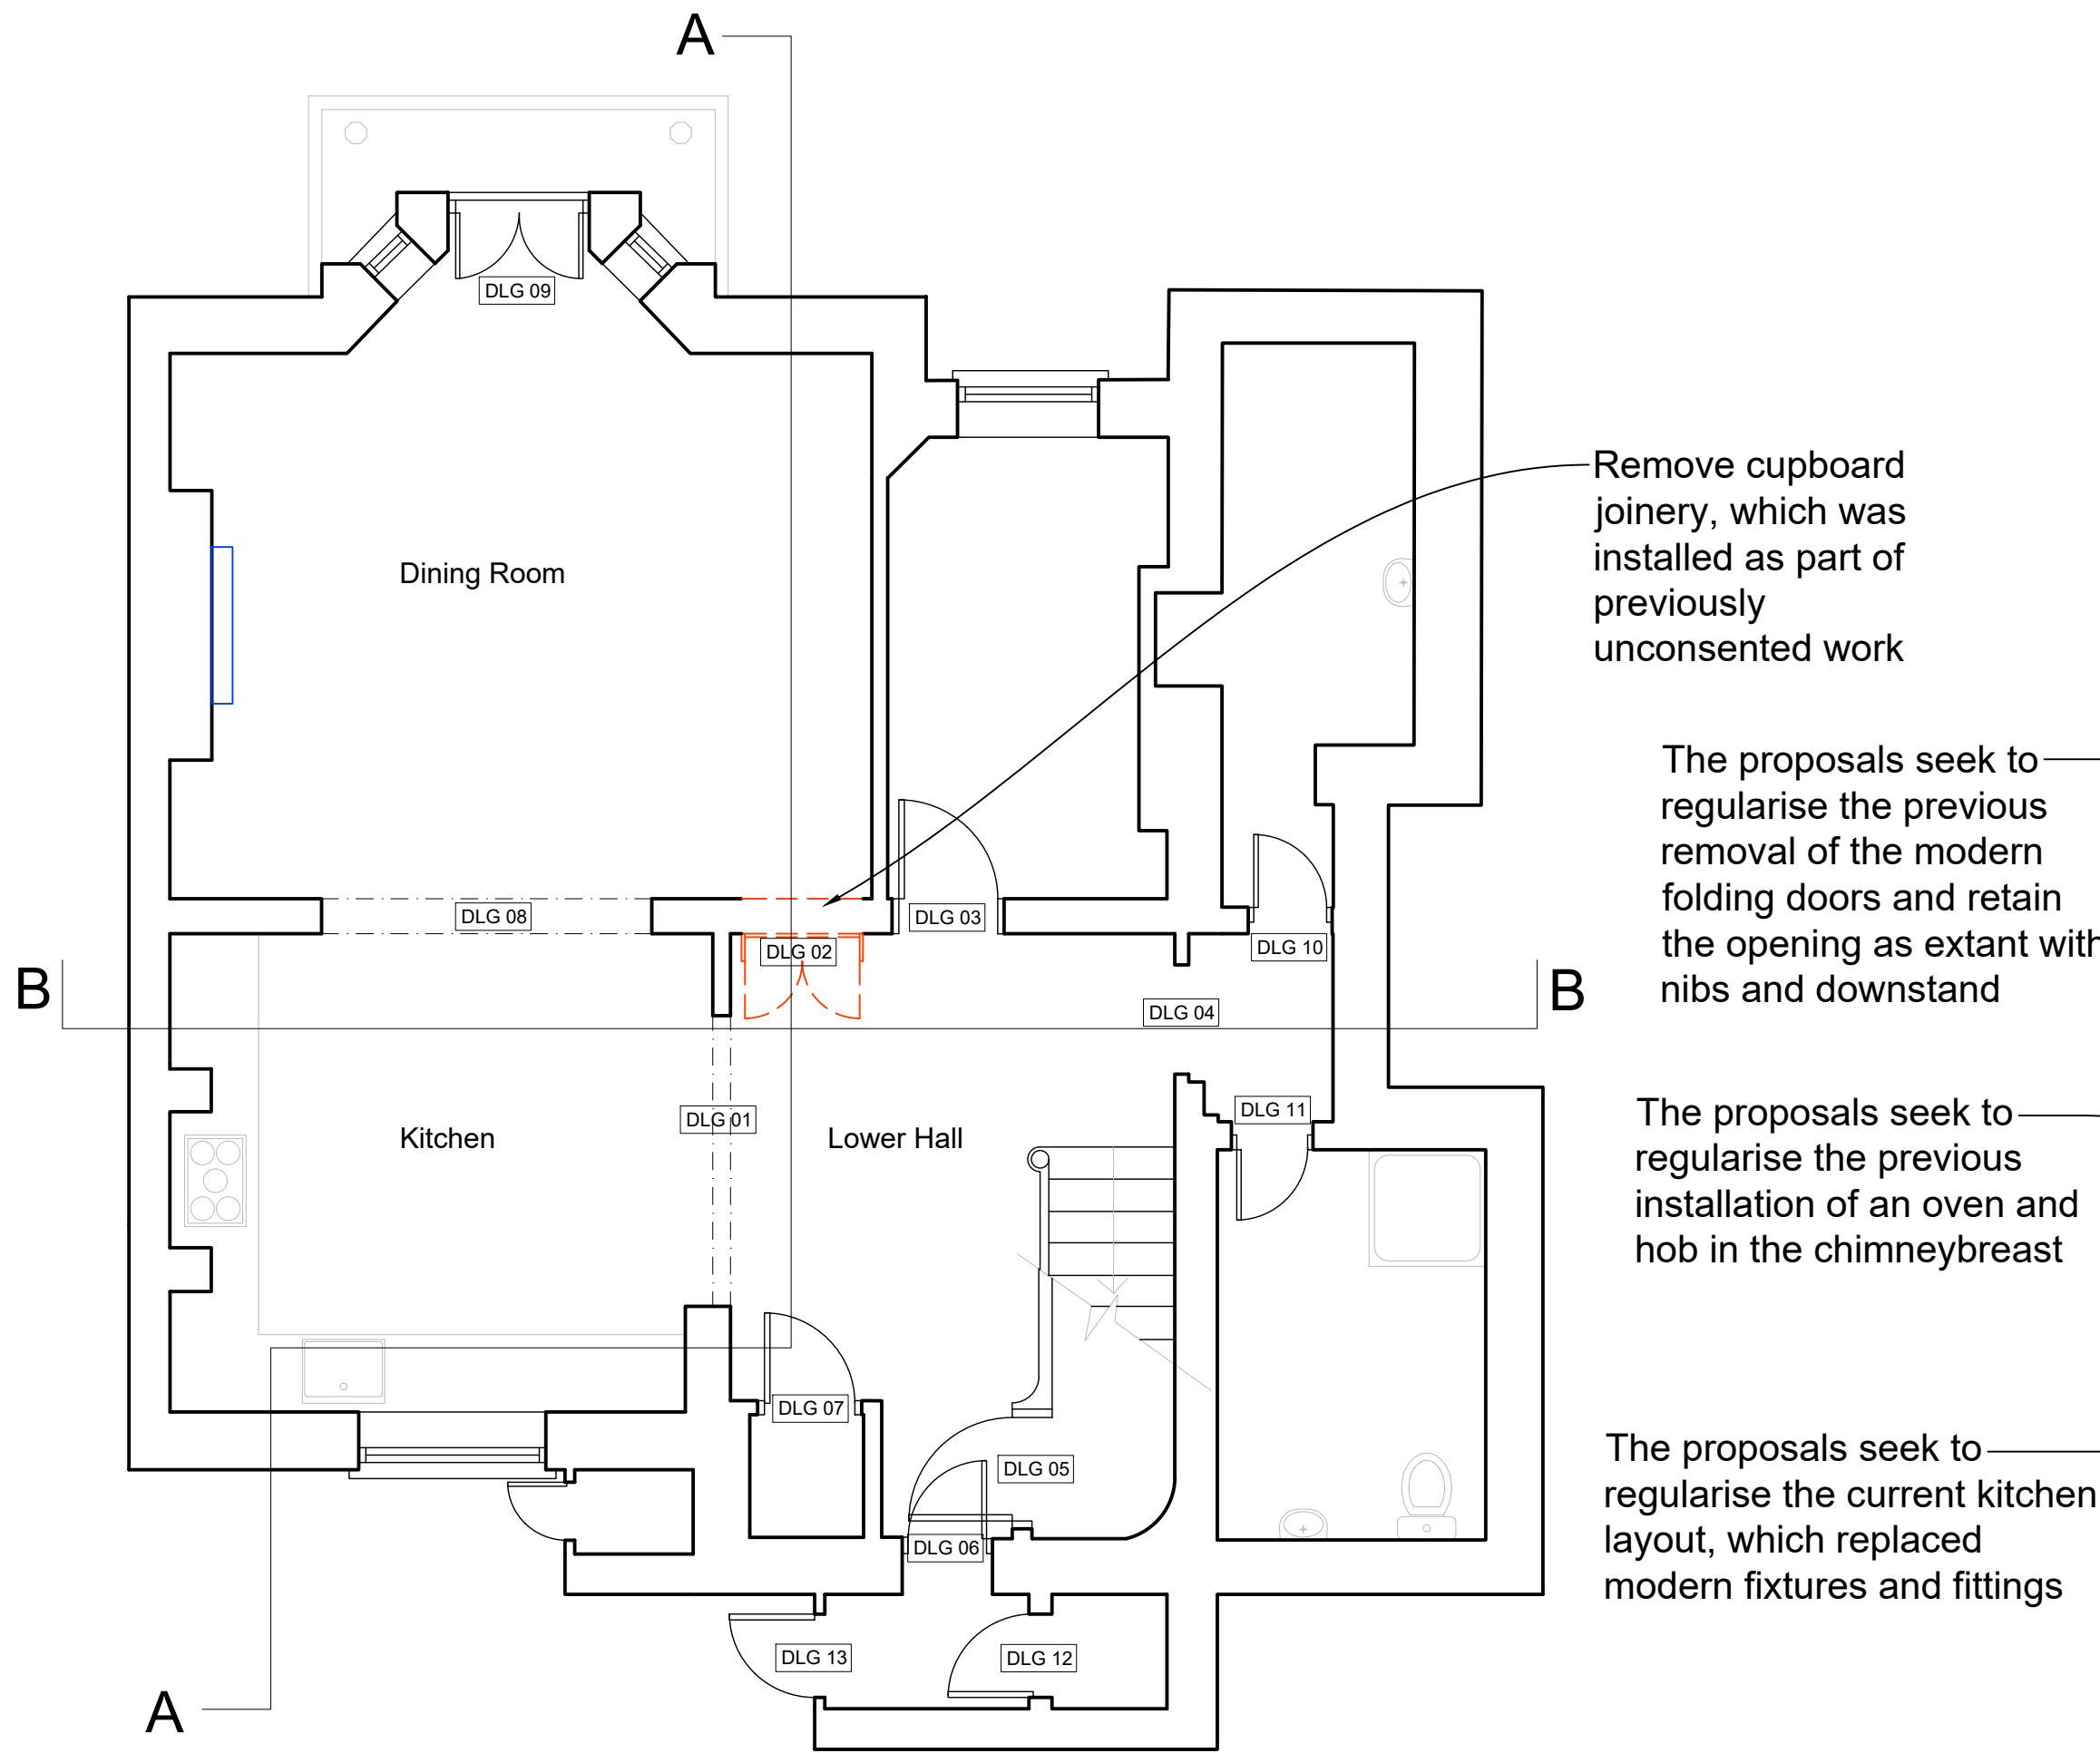 A
DLG 09
Dining Room
Remove cupboard
joinery, which was
installed as part of
previously
unconsented work
The proposals seek to
regularise the previous
removal of the modern
folding doors and retain
the opening as extant with
nibs and downstand
DLG 08
DLG 03
DLG 02
DLG 10
B
B
DLG 04
DLG 01
DLG 11
Kitchen
Lower Hall
The proposals seek to
regularise the previous
installation of an oven and
hob in the chimneybreast
DLG 07
DLG 05
DLG 06
The proposals seek to
regularise the current kitchen
layout, which replaced
modern fixtures and fittings
DLG 13
DLG 12
A